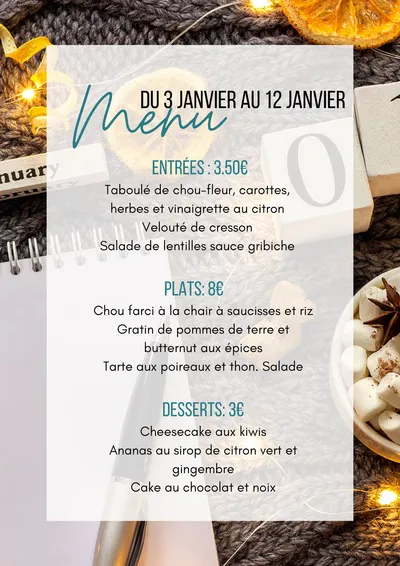 DU 3 JANVIER AU 12 JANVIER
Menu
ENTRÉES : 3.50€
Taboulé de chou-fleur, carottes,
herbes et vinaigrette au citron
Velouté de cresson
Salade de lentilles sauce gribiche
PLATS: 8€
Chou farci à la chair à saucisses et riz
Gratin de pommes de terre et
butternut aux épices
Tarte aux poireaux et thon. Salade
DESSERTS: 3€
Cheesecake aux kiwis
Ananas au sirop de citron vert et
gingembre
Cake au chocolat et noix
anuary
0